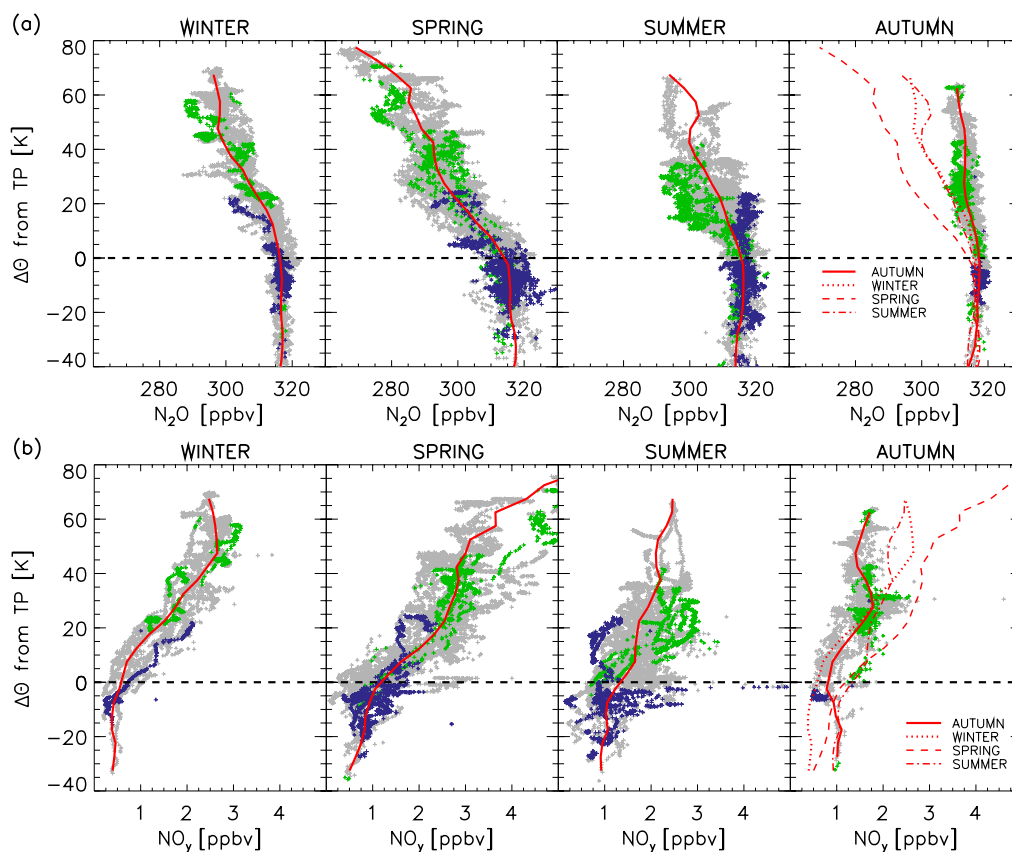 (a)
WINTER SPRING SUMMER AUTUMN
80
60
40
20
0
−20
−40
ΔΘ from TP [K]
AUTUMN
WINTER
SPRING
SUMMER
280 300 320 280 300 320 280 300 320 280 300 320
N₂O [ppbv] N₂O [ppbv] N₂O [ppbv] N₂O [ppbv]
(b)
WINTER SPRING SUMMER AUTUMN
80
60
40
20
0
−20
−40
ΔΘ from TP [K]
AUTUMN
WINTER
SPRING
SUMMER
1 2 3 4 1 2 3 4 1 2 3 4 1 2 3 4
NOy [ppbv] NOy [ppbv] NOy [ppbv] NOy [ppbv]